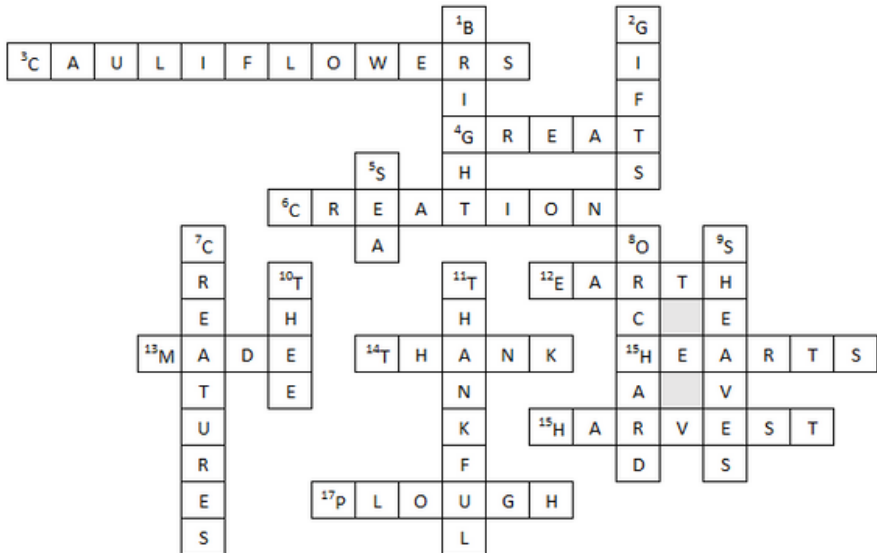 1B 2G
3C A U L I F L O W E R S I
I F
4G R E A T
5S H S
6C R E A T I O N
7C A 8O 9S
R 10T 11T 12E A R T H
E H H C E
13M A D E 14T H A N K 15H E A R T S
T E N A V
U K 15H A R V E S T
R F D S
E 17P L O U G H
S L